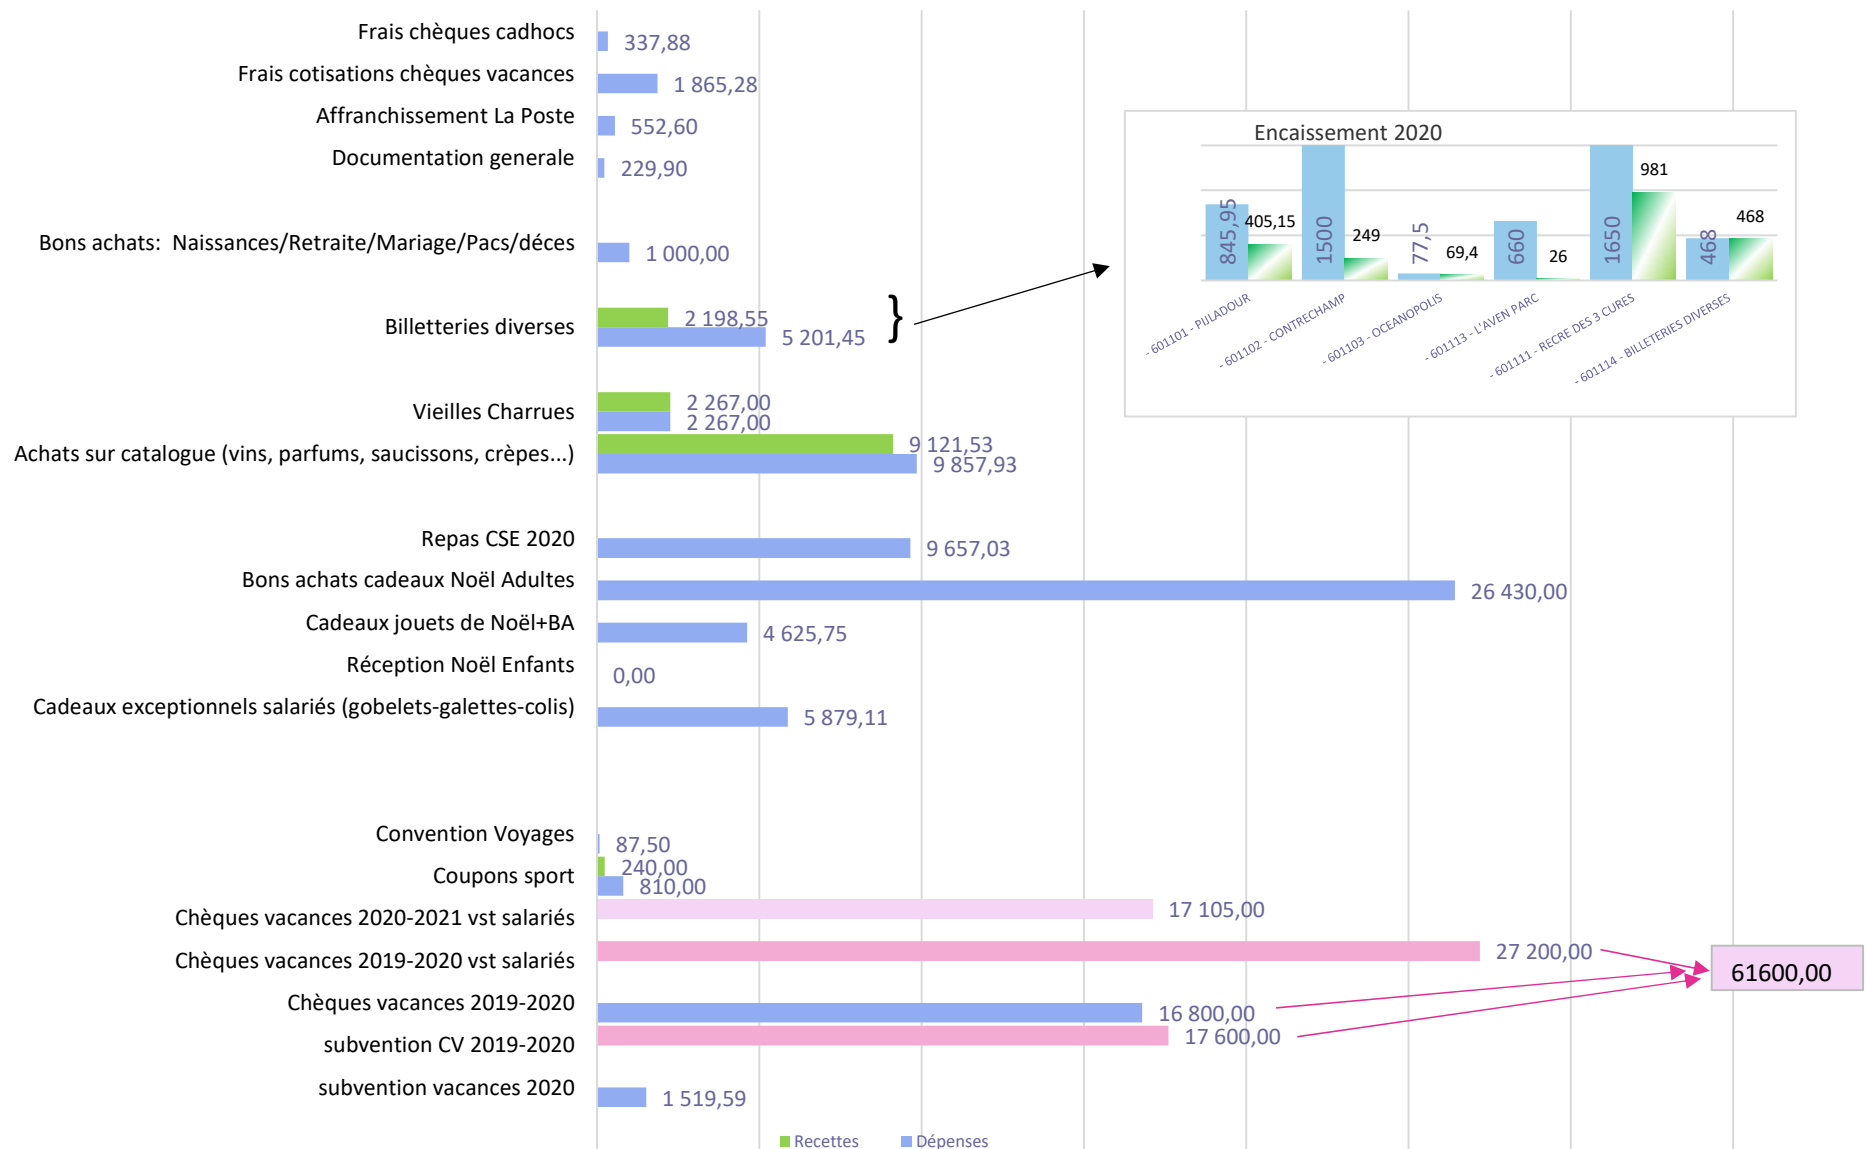 Frais chèques cadhocs
337,88
Frais cotisations chèques vacances
1 865,28
Affranchissement La Poste
552,60
Documentation generale
229,90
Bons achats: Naissances/Retraite/Mariage/Pacs/déces
1 000,00
Billetteries diverses
2 198,55
5 201,45
}
Vieilles Charrues
2 267,00
2 267,00
Achats sur catalogue (vins, parfums, saucissons, crèpes...)
9 121,53
9 857,93
Repas CSE 2020
9 657,03
Bons achats cadeaux Noël Adultes
26 430,00
Cadeaux jouets de Noël+BA
4 625,75
Réception Noël Enfants
0,00
Cadeaux exceptionnels salariés (gobelets-galettes-colis)
5 879,11
Convention Voyages
87,50
Coupons sport
240,00
810,00
Chèques vacances 2020-2021 vst salariés
17 105,00
Chèques vacances 2019-2020 vst salariés
27 200,00
Chèques vacances 2019-2020
16 800,00
subvention CV 2019-2020
17 600,00
subvention vacances 2020
1 519,59
61600,00
Recettes
Dépenses
Encaissement 2020
845,95
405,15
1500
249
77,5
69,4
660
26
1650
981
468
468
- 601101 - PIJLADOUR
- 601102 - CONTRECHAMP
- 601103 - OCEANOPOLIS
- 601113 - L'AVEN PARC
- 601111 - RECRE DES 3 CURES
- 601114 - BILLETERIES DIVERSES